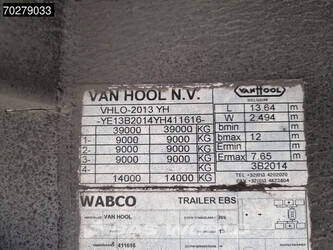 70279033
VAN HOOL N.V.
VANHOOL
BELGIUM
VHLO-2013 YH
L 13.64 M
-YE13B2014YH411616-
W 2.494 M
39000 39000 KG
bmin m
1- 9000 9000 KG
bmax 12 m
2- 9000 9000 KG
Ermin m
3- 9000 9000 KG
Ermax 7.65 m
4- KG
3B2014
14000 14000 KG
WABCO
TRAILER EBS
VAN HOOL
411616